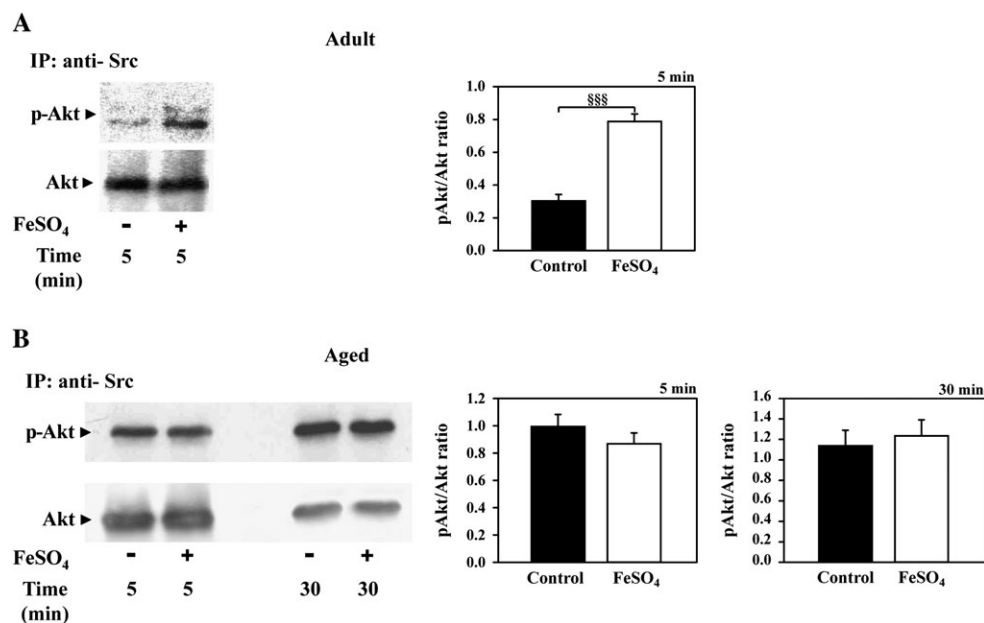 A
Adult
IP: anti- Src
p-Akt
Akt
FeSO4 - +
Time 5 5
(min)
5 min
§§§
pAkt/Akt ratio
1.0
0.8
0.6
0.4
0.2
0.0
Control FeSO4
B
Aged
IP: anti- Src
p-Akt
Akt
FeSO4 - + - +
Time 5 5 30 30
(min)
5 min
pAkt/Akt ratio
1.2
1.0
0.8
0.6
0.4
0.2
0.0
Control FeSO4
30 min
pAkt/Akt ratio
1.6
1.4
1.2
1.0
0.8
0.6
0.4
0.2
0.0
Control FeSO4